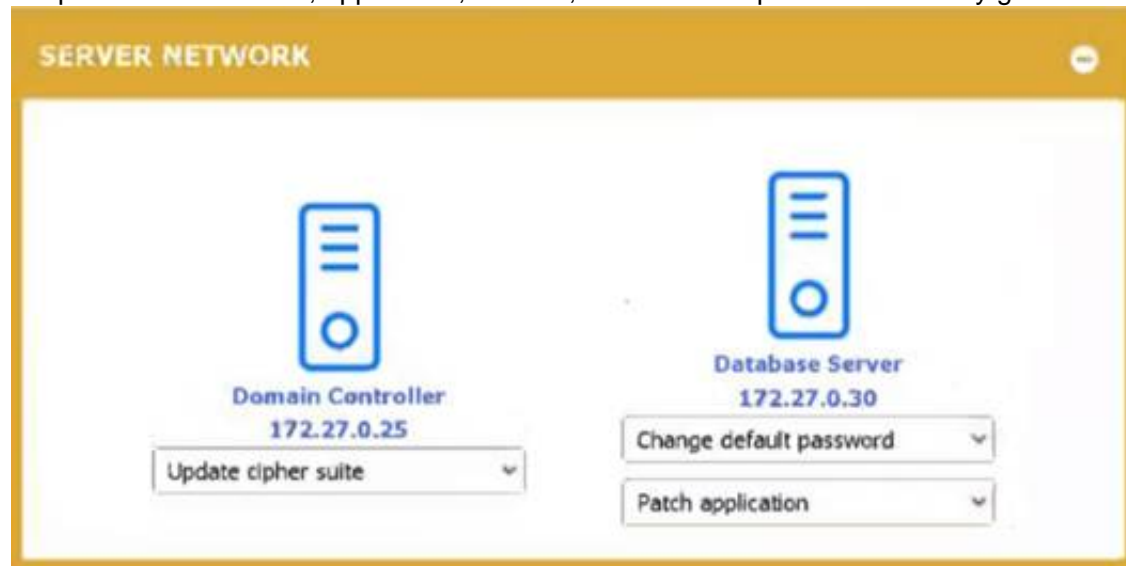 SERVER NETWORK
Domain Controller
172.27.0.25
Update cipher suite
Database Server
172.27.0.30
Change default password
Patch application